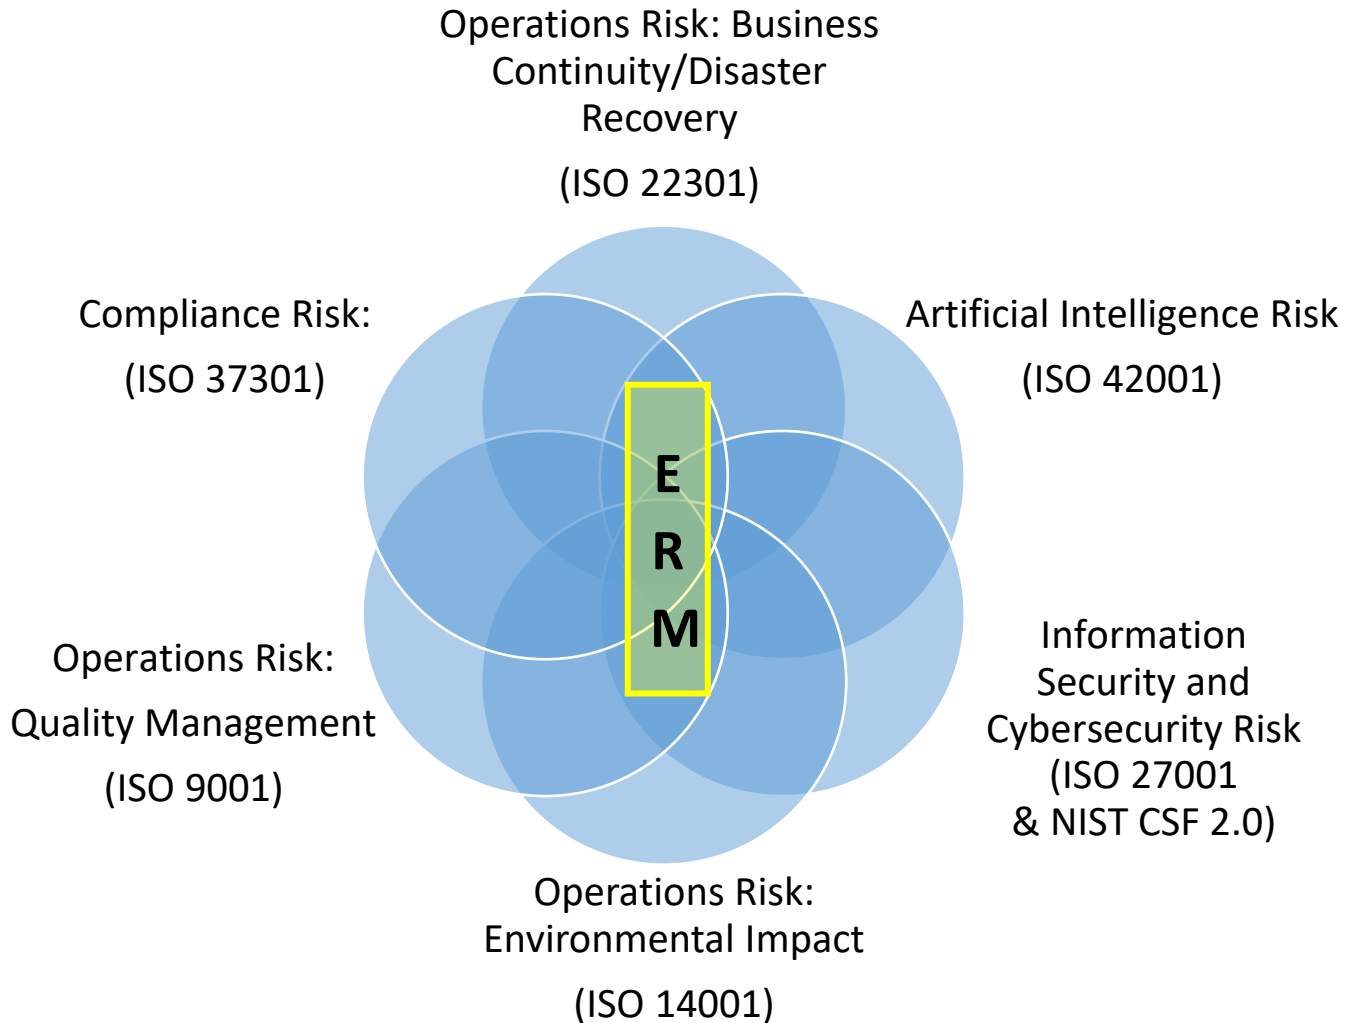 Operations Risk: Business
Continuity/Disaster
Recovery
(ISO 22301)
Compliance Risk:
(ISO 37301)
Artificial Intelligence Risk
(ISO 42001)
E
R
M
Operations Risk:
Quality Management
(ISO 9001)
Information
Security and
Cybersecurity Risk
(ISO 27001
& NIST CSF 2.0)
Operations Risk:
Environmental Impact
(ISO 14001)